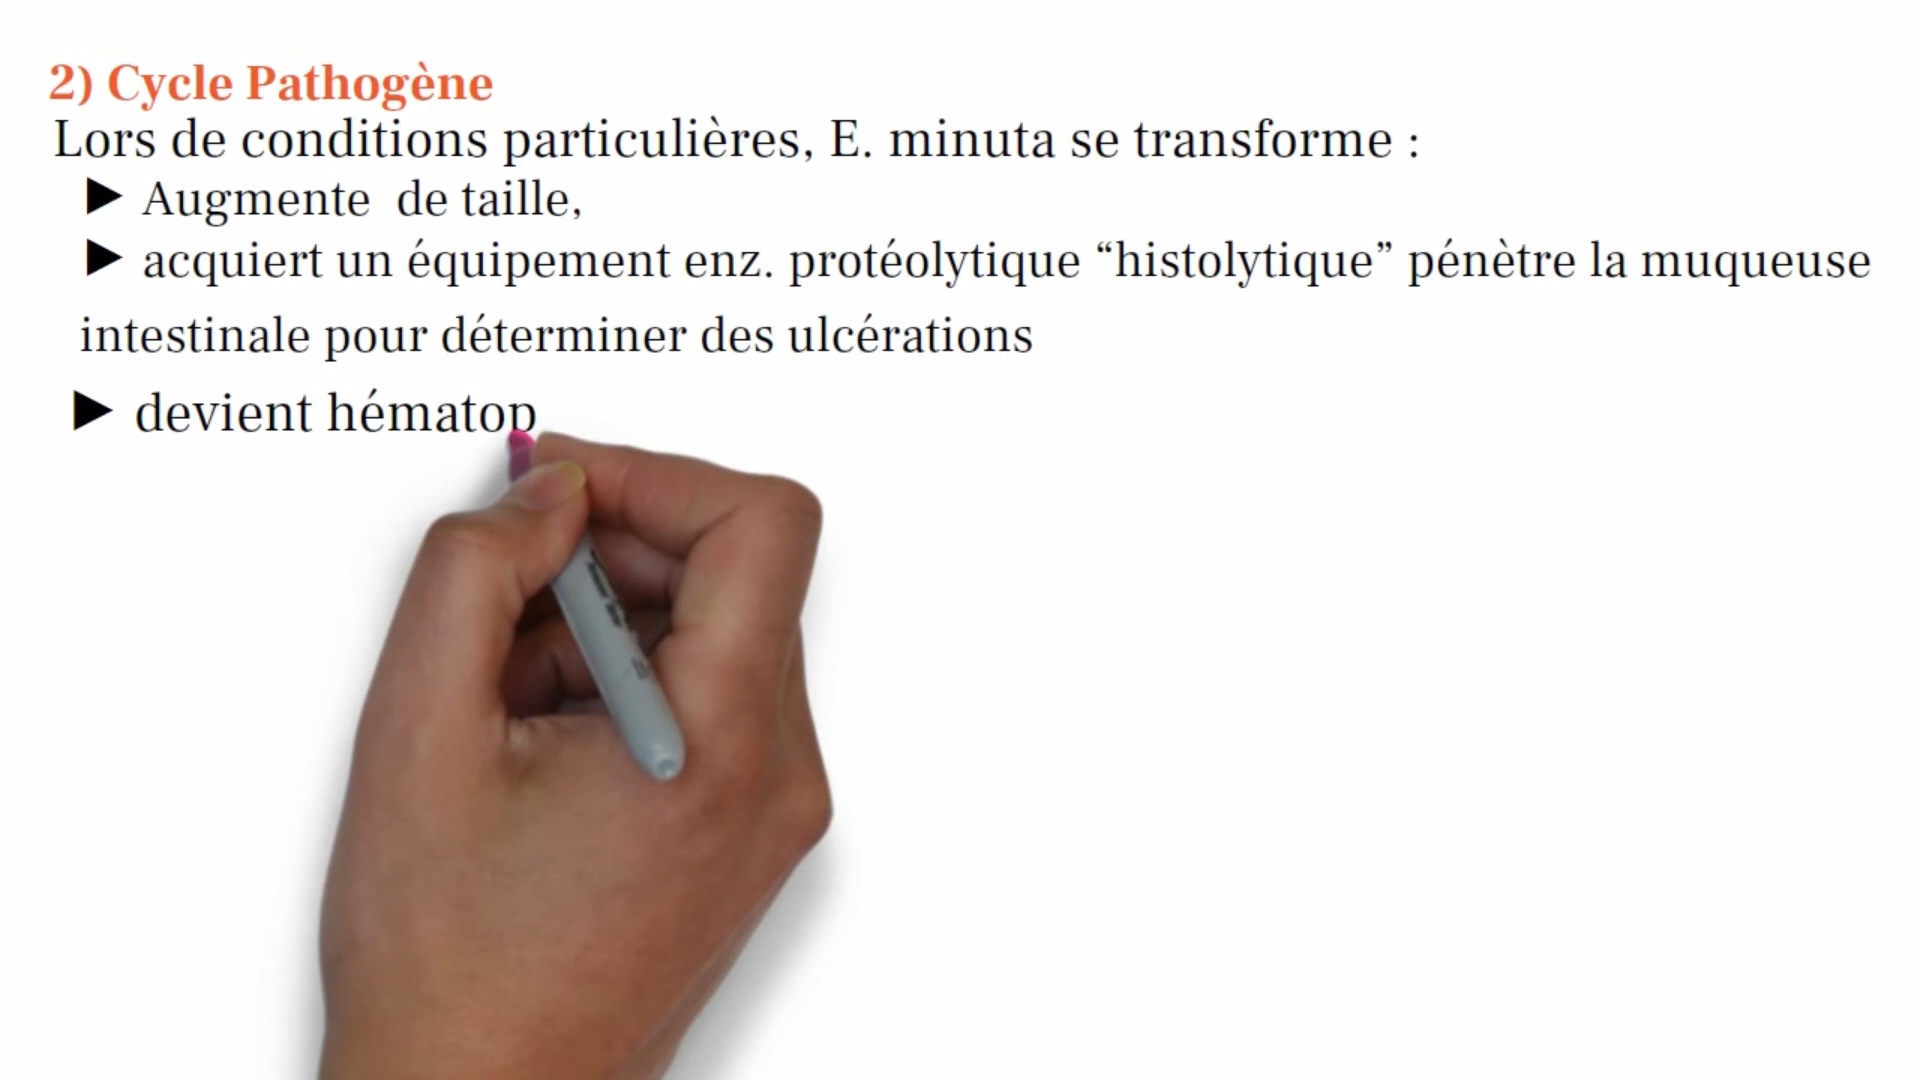 2) Cycle Pathogène
Lors de conditions particulières, E. minuta se transforme :
► Augmente de taille,
► acquiert un équipement enz. protéolytique “histolytique” pénètre la muqueuse
intestinale pour déterminer des ulcérations
► devient hématop